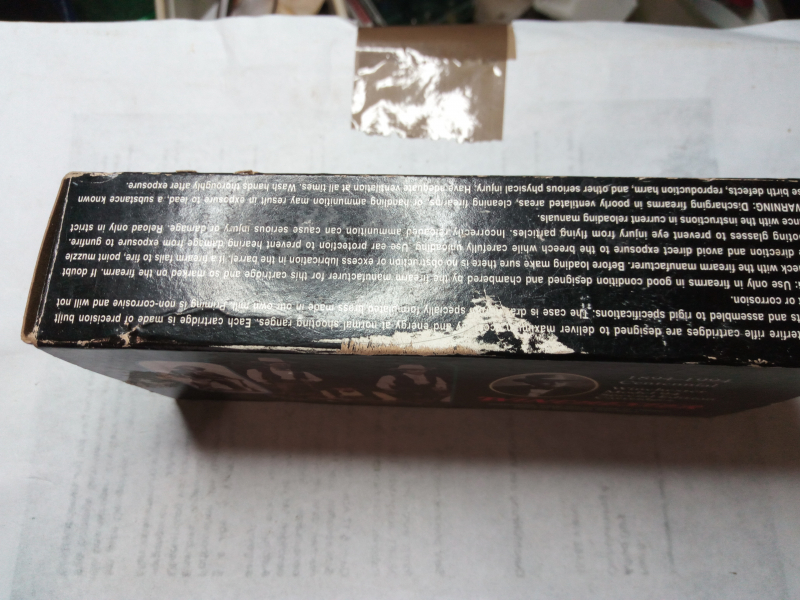 terfire rifle cartridges are designed to deliver and energy at normal shooting ranges. Each cartridge is made of precision built
ts and assembled to rigid specifications. The case is specially formulated brass made in our own mill. Priming is non-corrosive and will not
or corrosion.
: Use only in firearms in good condition designed and chambered by the firearm manufacturer for this cartridge and so marked on the firearm. If doubt
eck with the firearm manufacturer. Before loading make sure there is no obstruction or excess lubrication in the barrel. If a firearm fails to fire, point muzzle
e direction and avoid direct exposure to the breech while carefully unloading. Use ear protection to prevent hearing damage from exposure to gunfire.
ooting glasses to prevent eye injury from flying particles. Incorrectly reloaded ammunition can cause serious injury or damage. Reload only in strict
nce with the instructions in current reloading manuals.
WARNING: Discharging firearms in poorly ventilated areas, cleaning firearms, or handling ammunition may result in exposure to lead, a substance known
se birth defects, reproduction harm, and other serious physical injury. Have adequate ventilation at all times. Wash hands thoroughly after exposure.